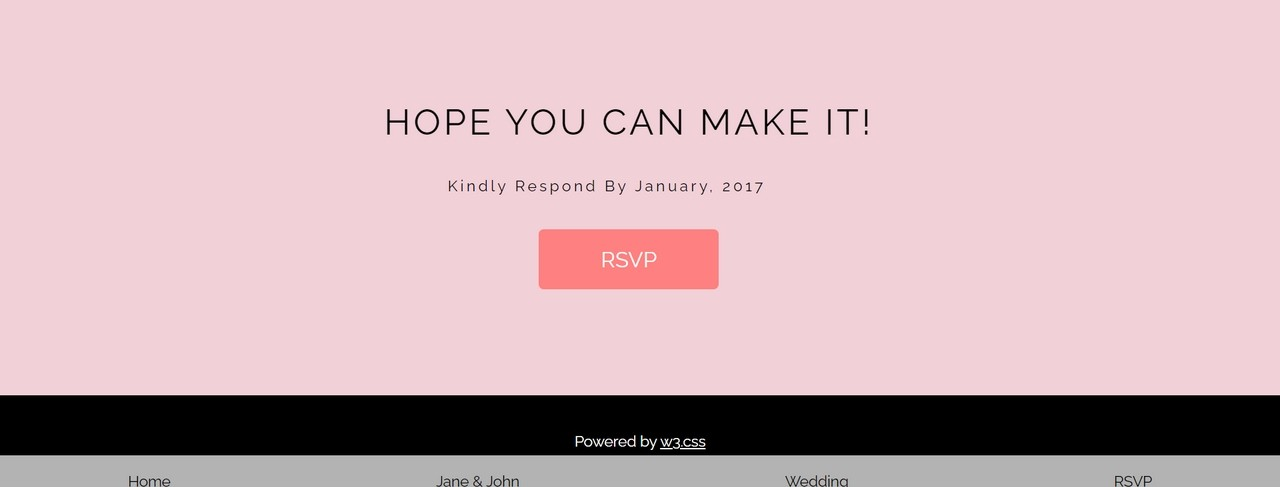 HOPE YOU CAN MAKE IT!
Kindly Respond By January, 2017
RSVP
Powered by w3.css
Home Jane & John Wedding RSVP